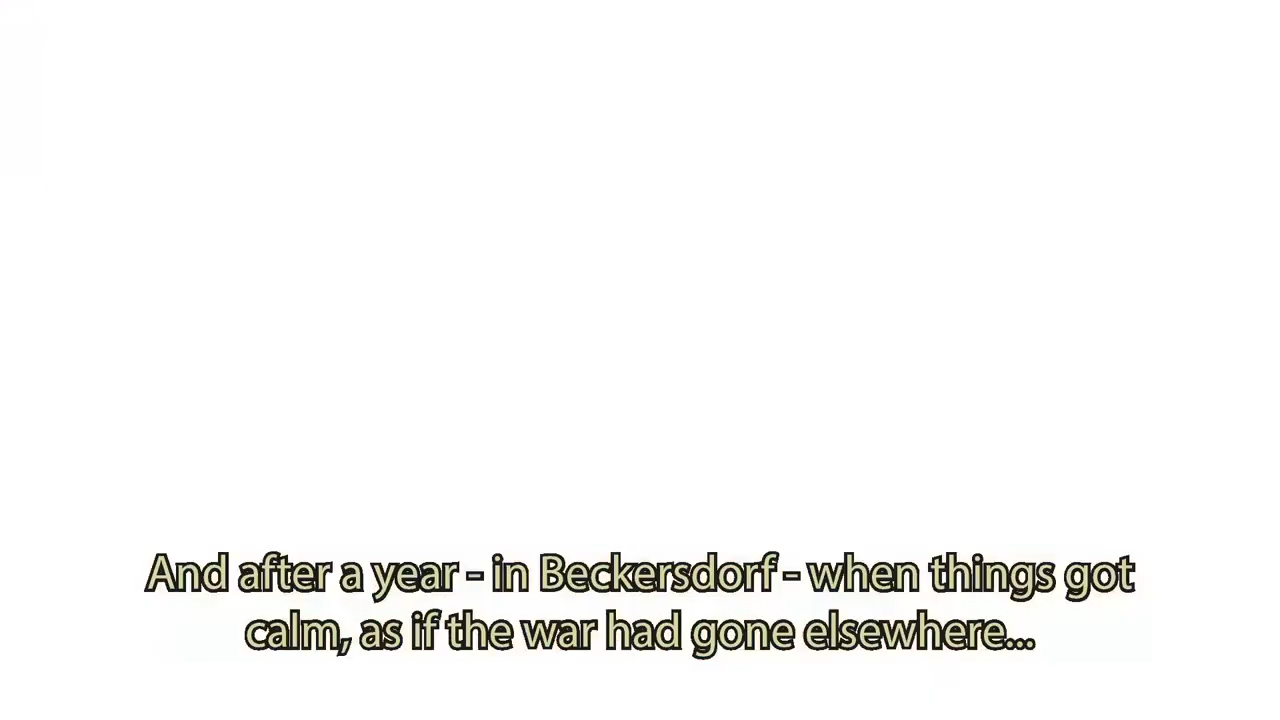 And after a year - in Beckersdorf - when things got
calm, as if the war had gone elsewhere...